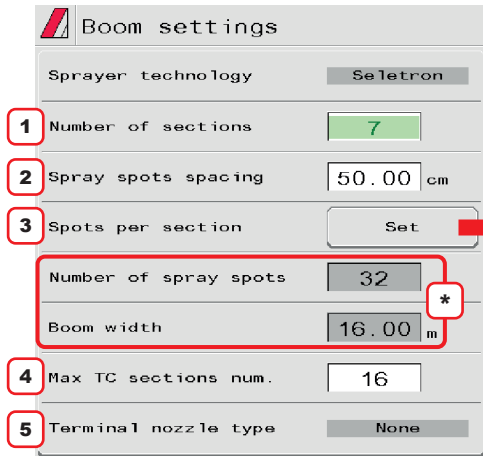 Boom settings
Sprayer technology Seletron
1 Number of sections 7
2 Spray spots spacing 50.00 cm
3 Spots per section Set
Number of spray spots 32
*
Boom width 16.00 m
4 Max TC sections num. 16
5 Terminal nozzle type None